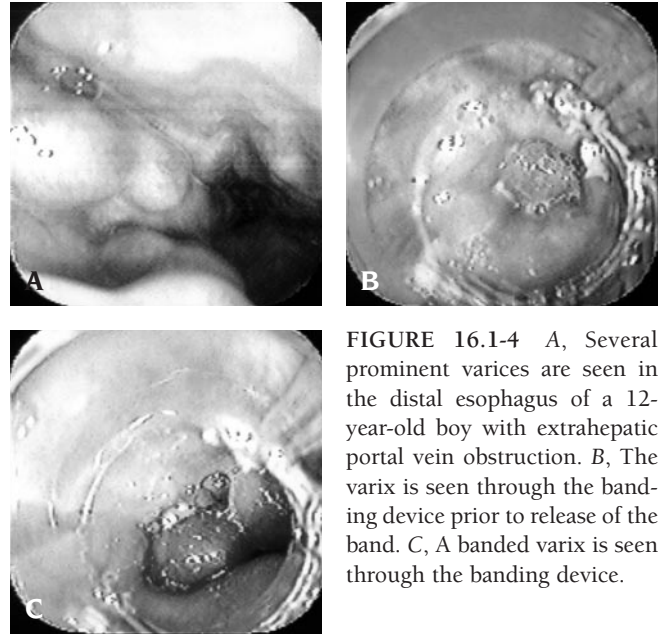 A
B
C
FIGURE 16.1-4 A, Several
prominent varices are seen in
the distal esophagus of a 12-
year-old boy with extrahepatic
portal vein obstruction. B, The
varix is seen through the band-
ing device prior to release of the
band. C, A banded varix is seen
through the banding device.